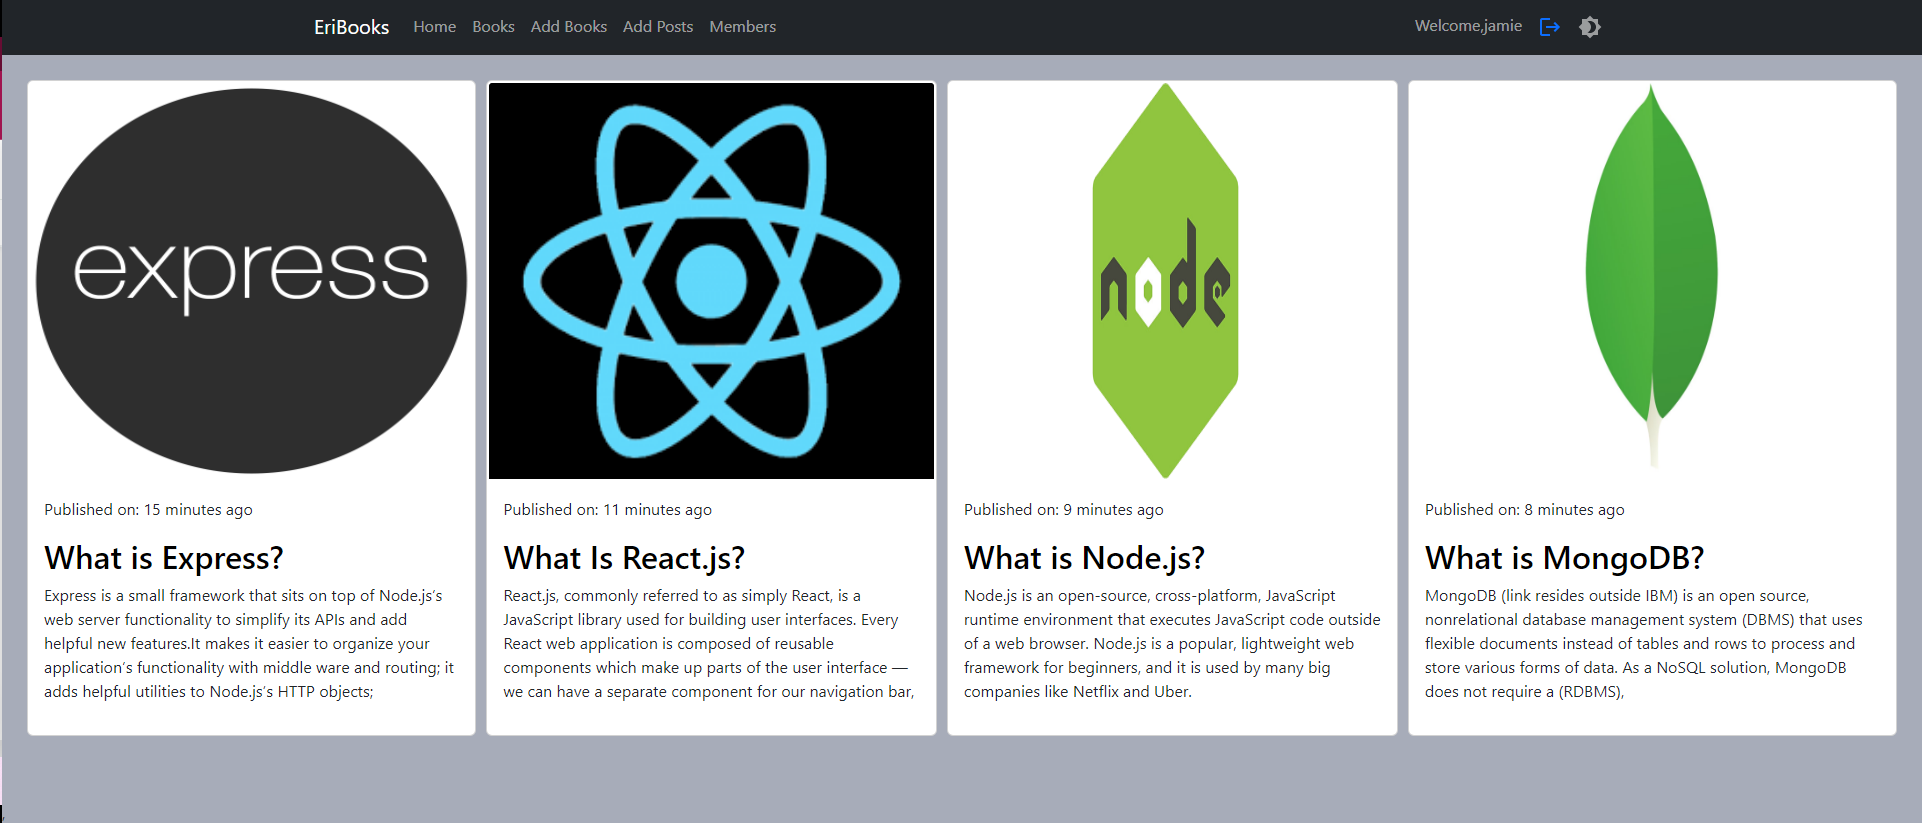 EriBooks Home Books Add Books Add Posts Members Welcome,jamie
express
node
Published on: 15 minutes ago
What is Express?
Express is a small framework that sits on top of Node.js’s
web server functionality to simplify its APIs and add
helpful new features.It makes it easier to organize your
application’s functionality with middle ware and routing; it
adds helpful utilities to Node.js’s HTTP objects;
Published on: 11 minutes ago
What Is React.js?
React.js, commonly referred to as simply React, is a
JavaScript library used for building user interfaces. Every
React web application is composed of reusable
components which make up parts of the user interface —
we can have a separate component for our navigation bar,
Published on: 9 minutes ago
What is Node.js?
Node.js is an open-source, cross-platform, JavaScript
runtime environment that executes JavaScript code outside
of a web browser. Node.js is a popular, lightweight web
framework for beginners, and it is used by many big
companies like Netflix and Uber.
Published on: 8 minutes ago
What is MongoDB?
MongoDB (link resides outside IBM) is an open source,
nonrelational database management system (DBMS) that uses
flexible documents instead of tables and rows to process and
store various forms of data. As a NoSQL solution, MongoDB
does not require a (RDBMS),